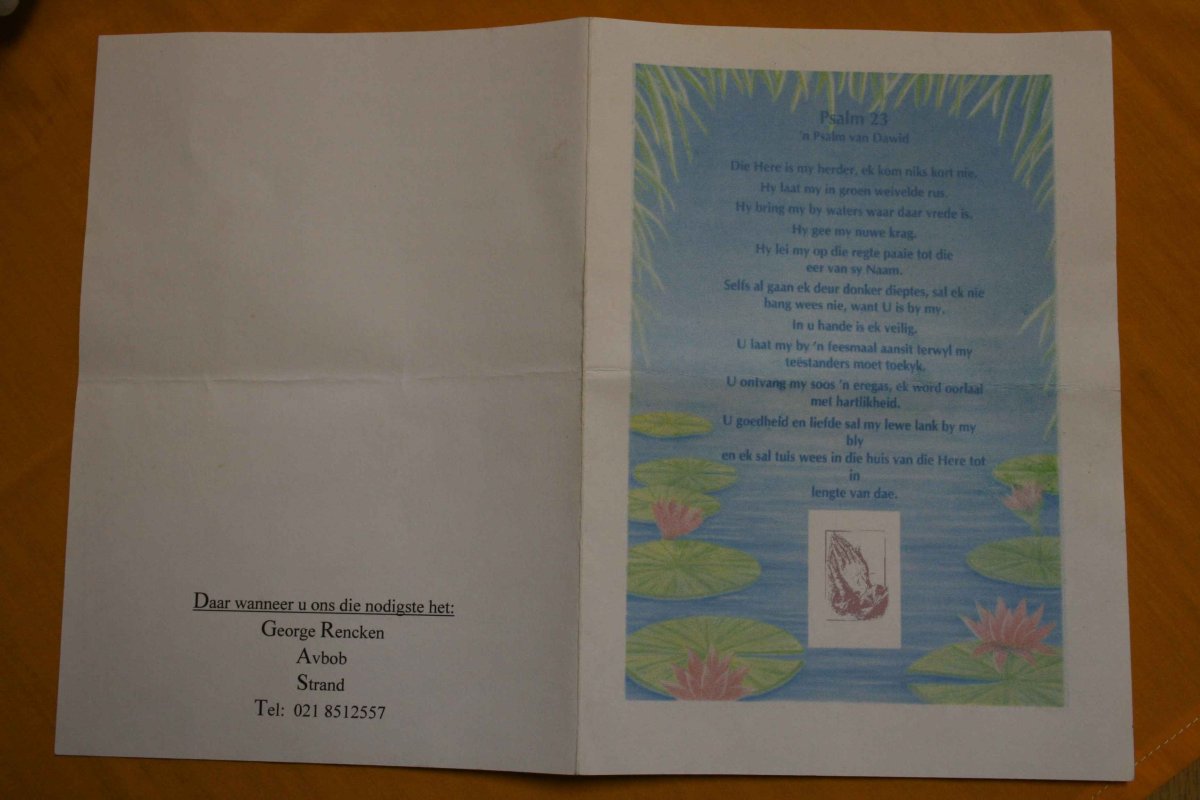 Daar wanneer u ons die nodigste het:
George Rencken
Avbob
Strand
Tel: 021 8512557
Psalm 23
'n Psalm van Dawid
Die Here is my herder, ek kom niks kort nie.
Hy laat my in groen weivelde rus.
Hy bring my by waters waar daar vrede is.
Hy gee my nuwe krag.
Hy lei my op die regte paaie tot die
eer van sy Naam.
Selfs al gaan ek deur donker dieptes, sal ek nie
bang wees nie, want U is by my.
In u hande is ek veilig.
U laat my by 'n feesmaal aansit terwyl my
teëstanders moet toekyk.
U ontvang my soos 'n eregas, ek word oorlaai
met hartlikheid.
U goedheid en liefde sal my lewe lank by my
bly
en ek sal tuis wees in die huis van die Here tot
in
lengte van dae.